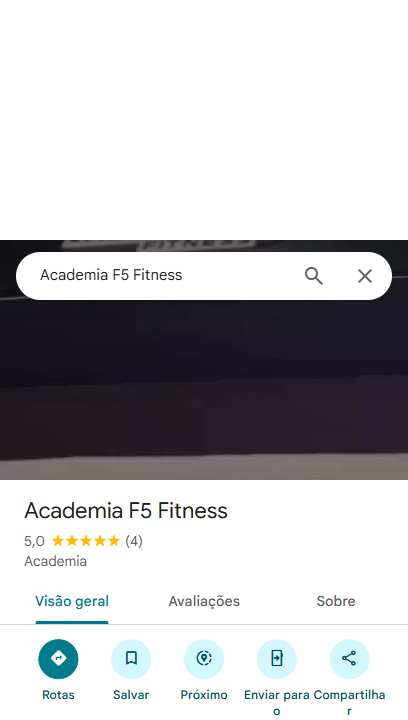 Academia F5 Fitness
Academia F5 Fitness
5,0 (4)
Academia
Visão geral Avaliações Sobre
Rotas Salvar Próximo Enviar para o Compartilhar